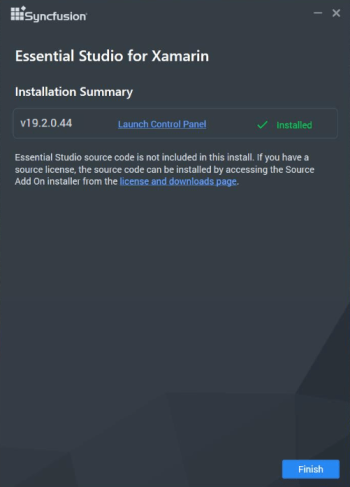 Syncfusion
Essential Studio for Xamarin
Installation Summary
v19.2.0.44 Launch Control Panel Installed
Essential Studio source code is not included in this install. If you have a
source license, the source code can be installed by accessing the Source
Add On installer from the license and downloads page.
Finish